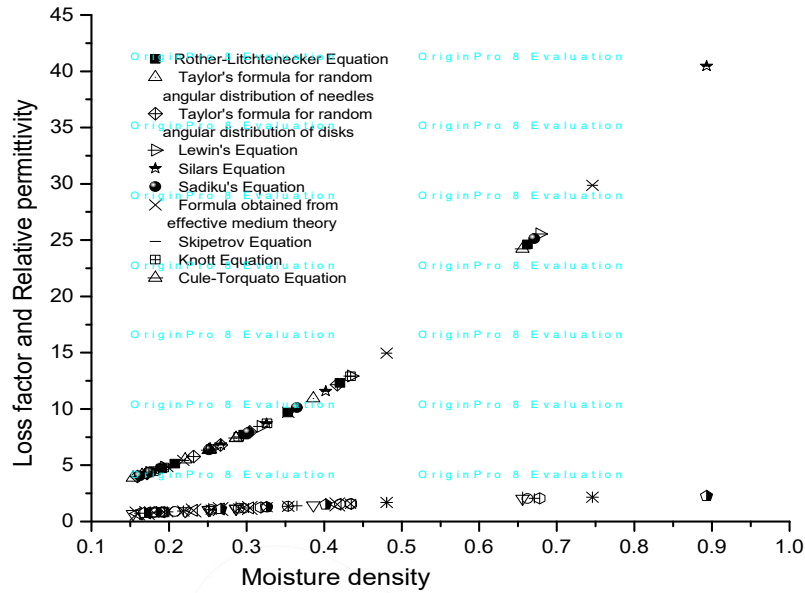 45
40
35
30
25
20
15
10
5
0
Loss factor and Relative permittivity
OriginPro 8 Evaluation OriginPro 8 Evaluation
Rother-Litchtenecker Equation
Taylor's formula for random
angular distribution of needles
Taylor's formula for random
OriginPro 8 Evaluation OriginPro 8 Evaluation
angular distribution of disks
Lewin's Equation
Silars Equation
Sadiku's Equation
OriginPro 8 Evaluation OriginPro 8 Evaluation
Formula obtained from
effective medium theory
Skipetrov Equation
Knott Equation
OriginPro 8 Evaluation OriginPro 8 Evaluation
Cule-Torquato Equation
OriginPro 8 Evaluation OriginPro 8 Evaluation
OriginPro 8 Evaluation OriginPro 8 Evaluation
OriginPro 8 Evaluation OriginPro 8 Evaluation
0.1 0.2 0.3 0.4 0.5 0.6 0.7 0.8 0.9 1.0
Moisture density